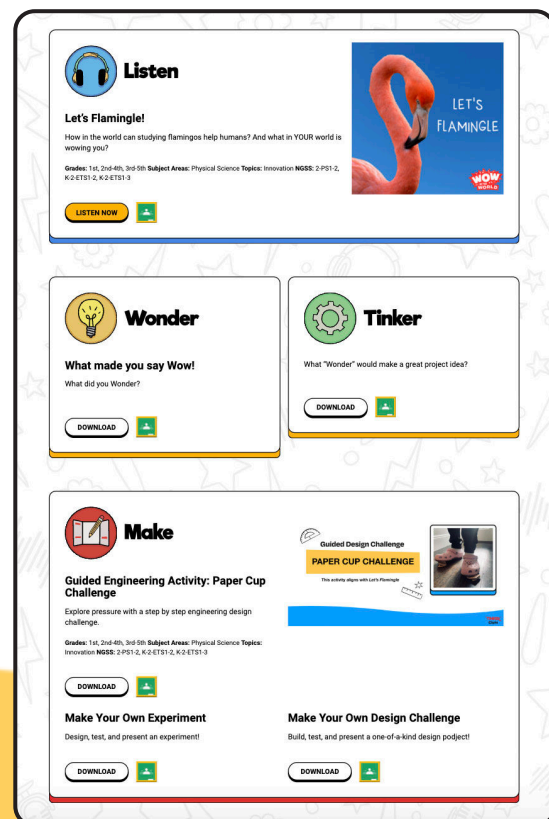 Listen
Let's Flamingle!
How in the world can studying flamingos help humans? And what in YOUR world is
wowing you?
Grades: 1st, 2nd-4th, 3rd-5th Subject Areas: Physical Science Topics: Innovation NGSS: 2-PS1-2,
K-2-ETS1-2, K-2-ETS1-3
LISTEN NOW
LET'S
FLAMINGLE
WOW
WORLD
Wonder
What made you say Wow!
What did you Wonder?
DOWNLOAD
Tinker
What "Wonder" would make a great project idea?
DOWNLOAD
Make
Guided Engineering Activity: Paper Cup
Challenge
Explore pressure with a step by step engineering design
challenge.
Grades: 1st, 2nd-4th, 3rd-5th Subject Areas: Physical Science Topics:
Innovation NGSS: 2-PS1-2, K-2-ETS1-2, K-2-ETS1-3
DOWNLOAD
Guided Design Challenge
PAPER CUP CHALLENGE
This activity aligns with Let's Flamingle
Make Your Own Experiment
Design, test, and present an experiment!
DOWNLOAD
Make Your Own Design Challenge
Build, test, and present a one-of-a-kind design podject!
DOWNLOAD